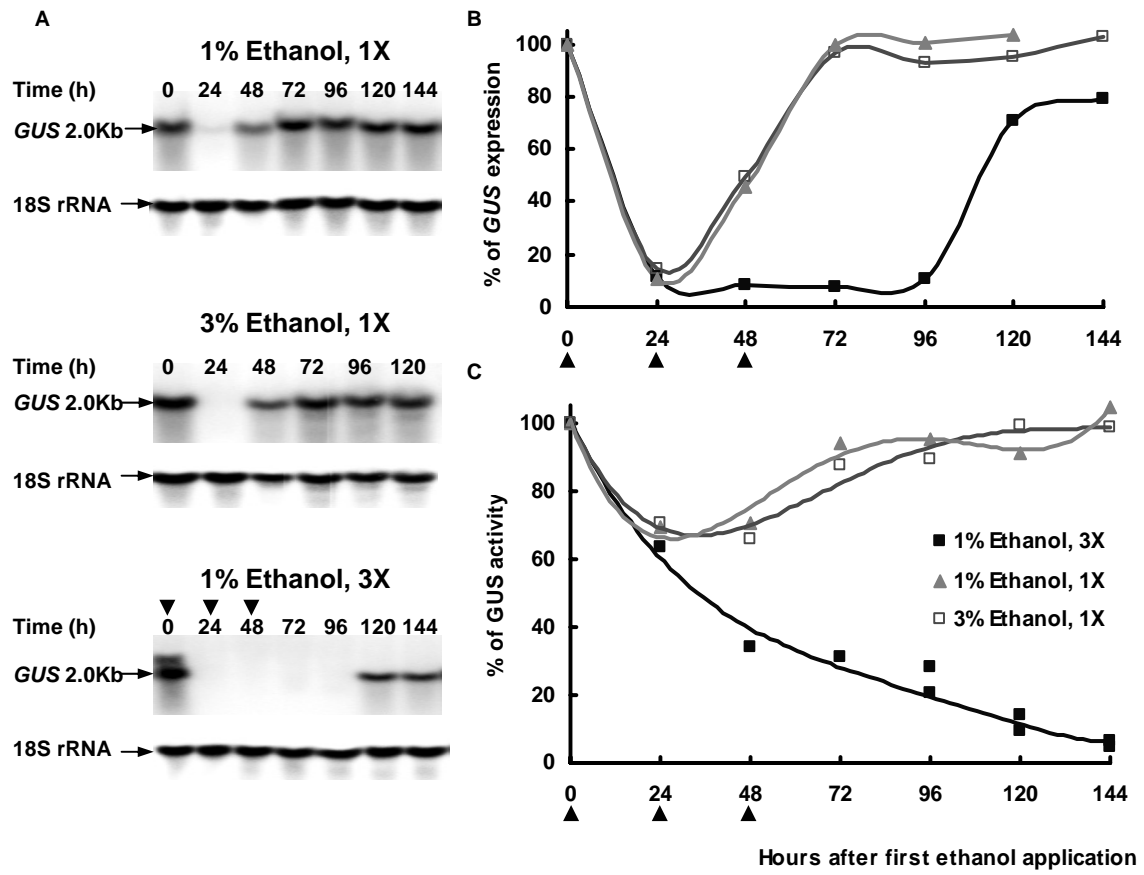 A
1% Ethanol, 1X
Time (h) 0 24 48 72 96 120 144
GUS 2.0Kb
18S rRNA
3% Ethanol, 1X
Time (h) 0 24 48 72 96 120
GUS 2.0Kb
18S rRNA
1% Ethanol, 3X
Time (h) 0 24 48 72 96 120 144
GUS 2.0Kb
18S rRNA
B
% of GUS expression
100
80
60
40
20
0
0 24 48 72 96 120 144
C
% of GUS activity
100
80
60
40
20
0
1% Ethanol, 3X
1% Ethanol, 1X
3% Ethanol, 1X
0 24 48 72 96 120 144
Hours after first ethanol application